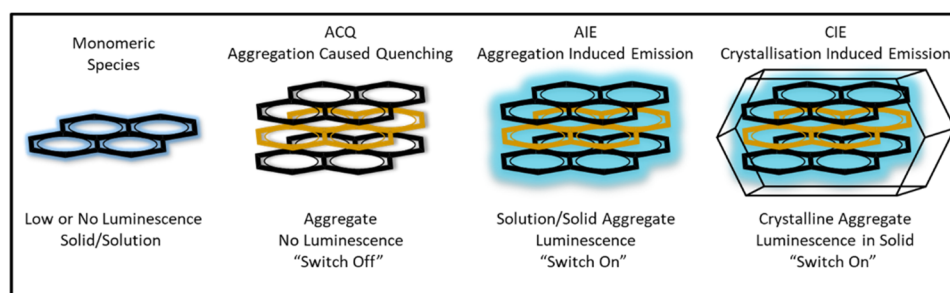 Monomeric
Species
Low or No Luminescence
Solid/Solution
ACQ
Aggregation Caused Quenching
Aggregate
No Luminescence
“Switch Off”
AIE
Aggregation Induced Emission
Solution/Solid Aggregate
Luminescence
“Switch On”
CIE
Crystallisation Induced Emission
Crystalline Aggregate
Luminescence in Solid
“Switch On”